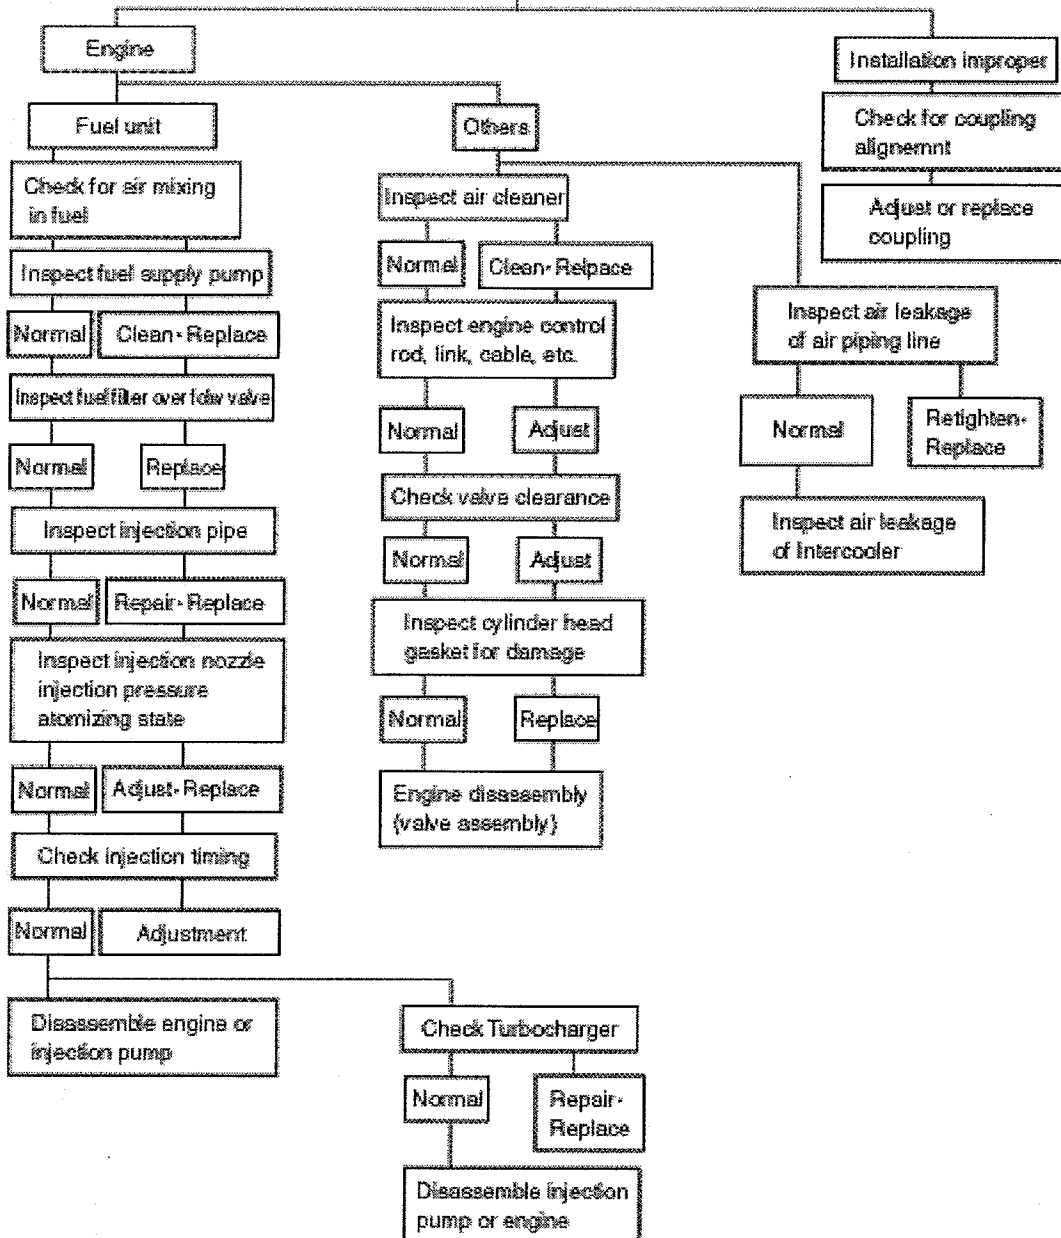 Engine
Installation improper
Fuel unit
Others
Check for coupling
alignemnt
Check for air mixing
in fuel
Inspect air cleaner
Adjust or replace
coupling
Normal
Clean·Relpace
Inspect fuel supply pump
Inspect air leakage
of air piping line
Normal
Clean·Replace
Inspect engine control
rod, link, cable, etc.
Inspect fuel filter over folw valve
Normal
Adjust
Normal
Retighten·
Replace
Normal
Replace
Check valve clearance
Inspect injection pipe
Inspect air leakage
of Intercooler
Normal
Adjust
Normal
Repair·Replace
Inspect cylinder head
gasket for damage
Inspect injection nozzle
injection pressure
atomizing state
Normal
Replace
Normal
Adjust·Replace
Engine disassembly
(valve assembly)
Check injection timing
Normal
Adjustment
Disasssemble engine or
injection pump
Check Turbocharger
Normal
Repair·
Replace
Disassemble injection
pump or engine